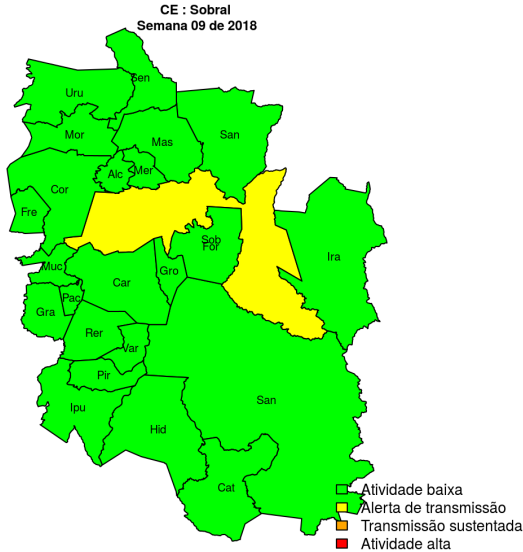 CE : Sobral
Semana 09 de 2018
Sen
Uru
Mor
Mas
San
Alc
Mer
Cor
Fre
Sob
For
Ira
Muc
Gro
Car
Pac
Gra
Rer
Var
Pir
San
Ipu
Hid
Cat
Atividade baixa
Alerta de transmissão
Transmissão sustentada
Atividade alta